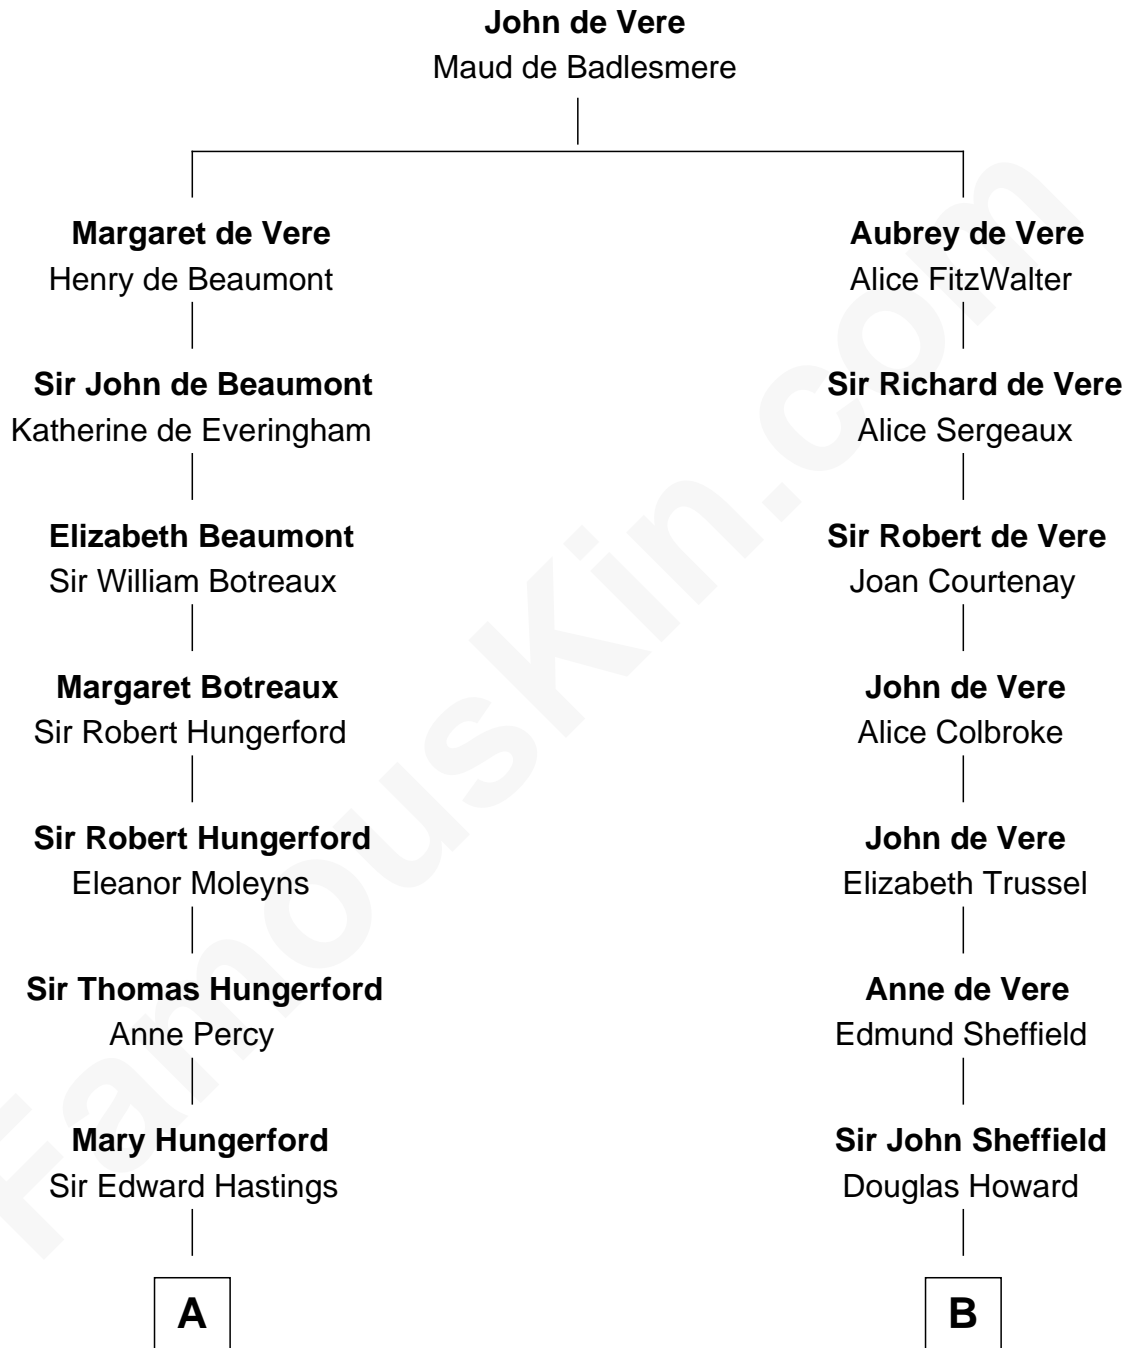 John de Vere
Maud de Badlesmere
Margaret de Vere
Henry de Beaumont
Aubrey de Vere
Alice FitzWalter
Sir John de Beaumont
Katherine de Everingham
Sir Richard de Vere
Alice Sergeaux
Elizabeth Beaumont
Sir William Botreaux
Sir Robert de Vere
Joan Courtenay
Margaret Botreaux
Sir Robert Hungerford
John de Vere
Alice Colbroke
Sir Robert Hungerford
Eleanor Moleyns
John de Vere
Elizabeth Trussel
Sir Thomas Hungerford
Anne Percy
Anne de Vere
Edmund Sheffield
Mary Hungerford
Sir Edward Hastings
Sir John Sheffield
Douglas Howard
A
B
FamousKin.com